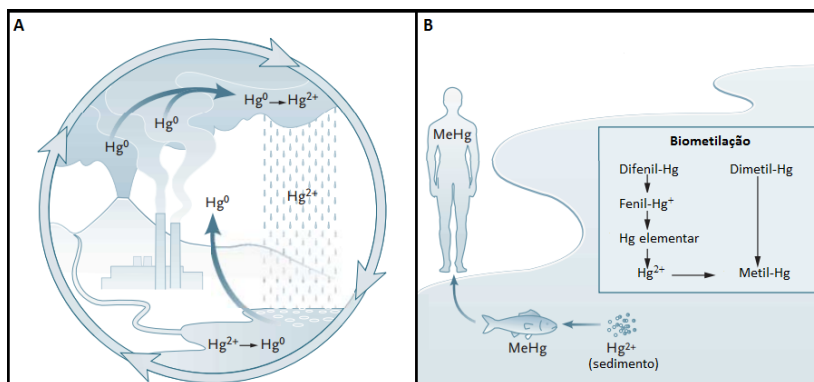 A
Hg⁰→Hg²⁺
Hg⁰
Hg⁰
Hg²⁺
Hg⁰
Hg²⁺→Hg⁰
B
MeHg
Biometilação
Difenil-Hg Dimetil-Hg
Fenil-Hg⁺
Hg elementar
Hg²⁺ → Metil-Hg
MeHg
Hg²⁺
(sedimento)